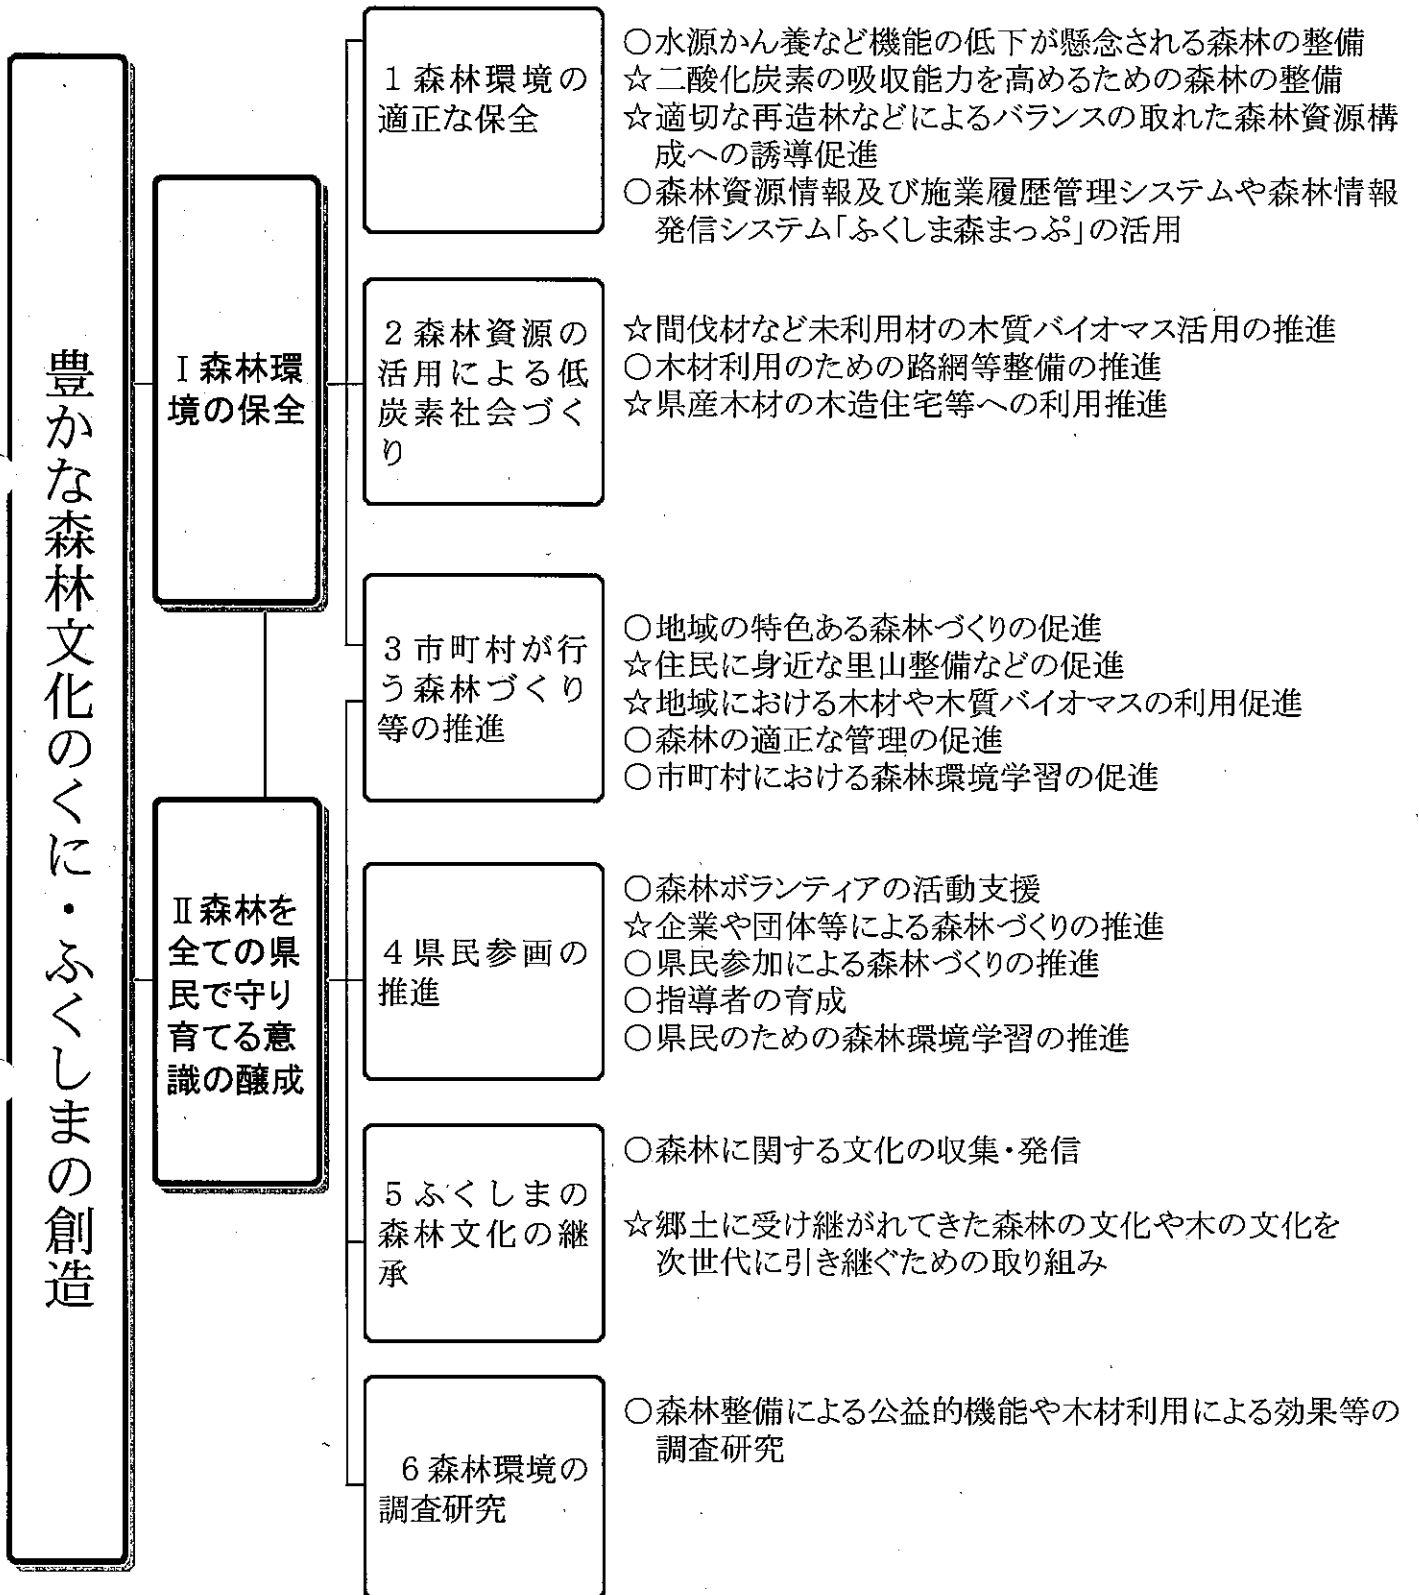 豊かな森林文化のくに・ふくしまの創造
Ⅰ森林環
境の保全
1 森林環境の
適正な保全
○水源かん養など機能の低下が懸念される森林の整備
☆二酸化炭素の吸収能力を高めるための森林の整備
☆適切な再造林などによるバランスの取れた森林資源構
成への誘導促進
○森林資源情報及び施業履歴管理システムや森林情報
発信システム「ふくしま森まっぷ」の活用
2 森林資源の
活用による低
炭素社会づく
り
☆間伐材など未利用材の木質バイオマス活用の推進
○木材利用のための路網等整備の推進
☆県産木材の木造住宅等への利用推進
3 市町村が行
う森林づくり
等の推進
○地域の特色ある森林づくりの促進
☆住民に身近な里山整備などの促進
☆地域における木材や木質バイオマスの利用促進
○森林の適正な管理の促進
○市町村における森林環境学習の促進
Ⅱ森林を
全ての県
民で守り
育てる意
識の醸成
4 県民参画の
推進
○森林ボランティアの活動支援
☆企業や団体等による森林づくりの推進
○県民参加による森林づくりの推進
○指導者の育成
○県民のための森林環境学習の推進
5 ふくしまの
森林文化の継
承
○森林に関する文化の収集・発信
☆郷土に受け継がれてきた森林の文化や木の文化を
次世代に引き継ぐための取り組み
6 森林環境の
調査研究
○森林整備による公益的機能や木材利用による効果等の
調査研究